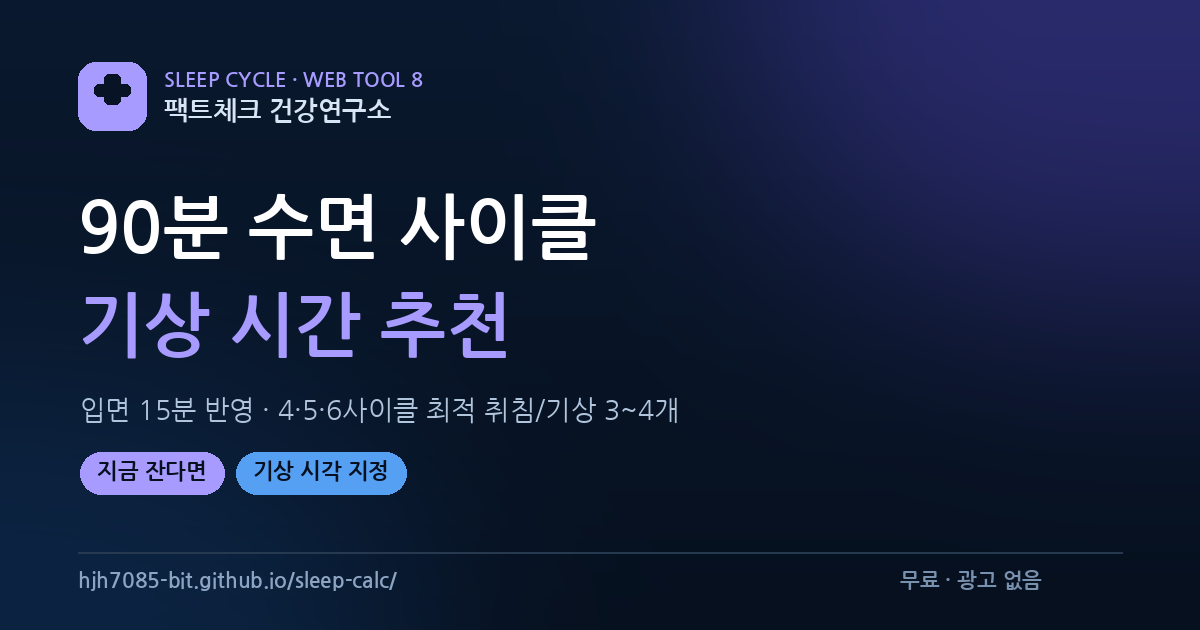 SLEEP CYCLE · WEB TOOL 8
팩트체크 건강연구소
90분 수면 사이클
기상 시간 추천
입면 15분 반영 · 4·5·6사이클 최적 취침/기상 3~4개
지금 잔다면
기상 시각 지정
hjh7085-bit.github.io/sleep-calc/
무료 · 광고 없음